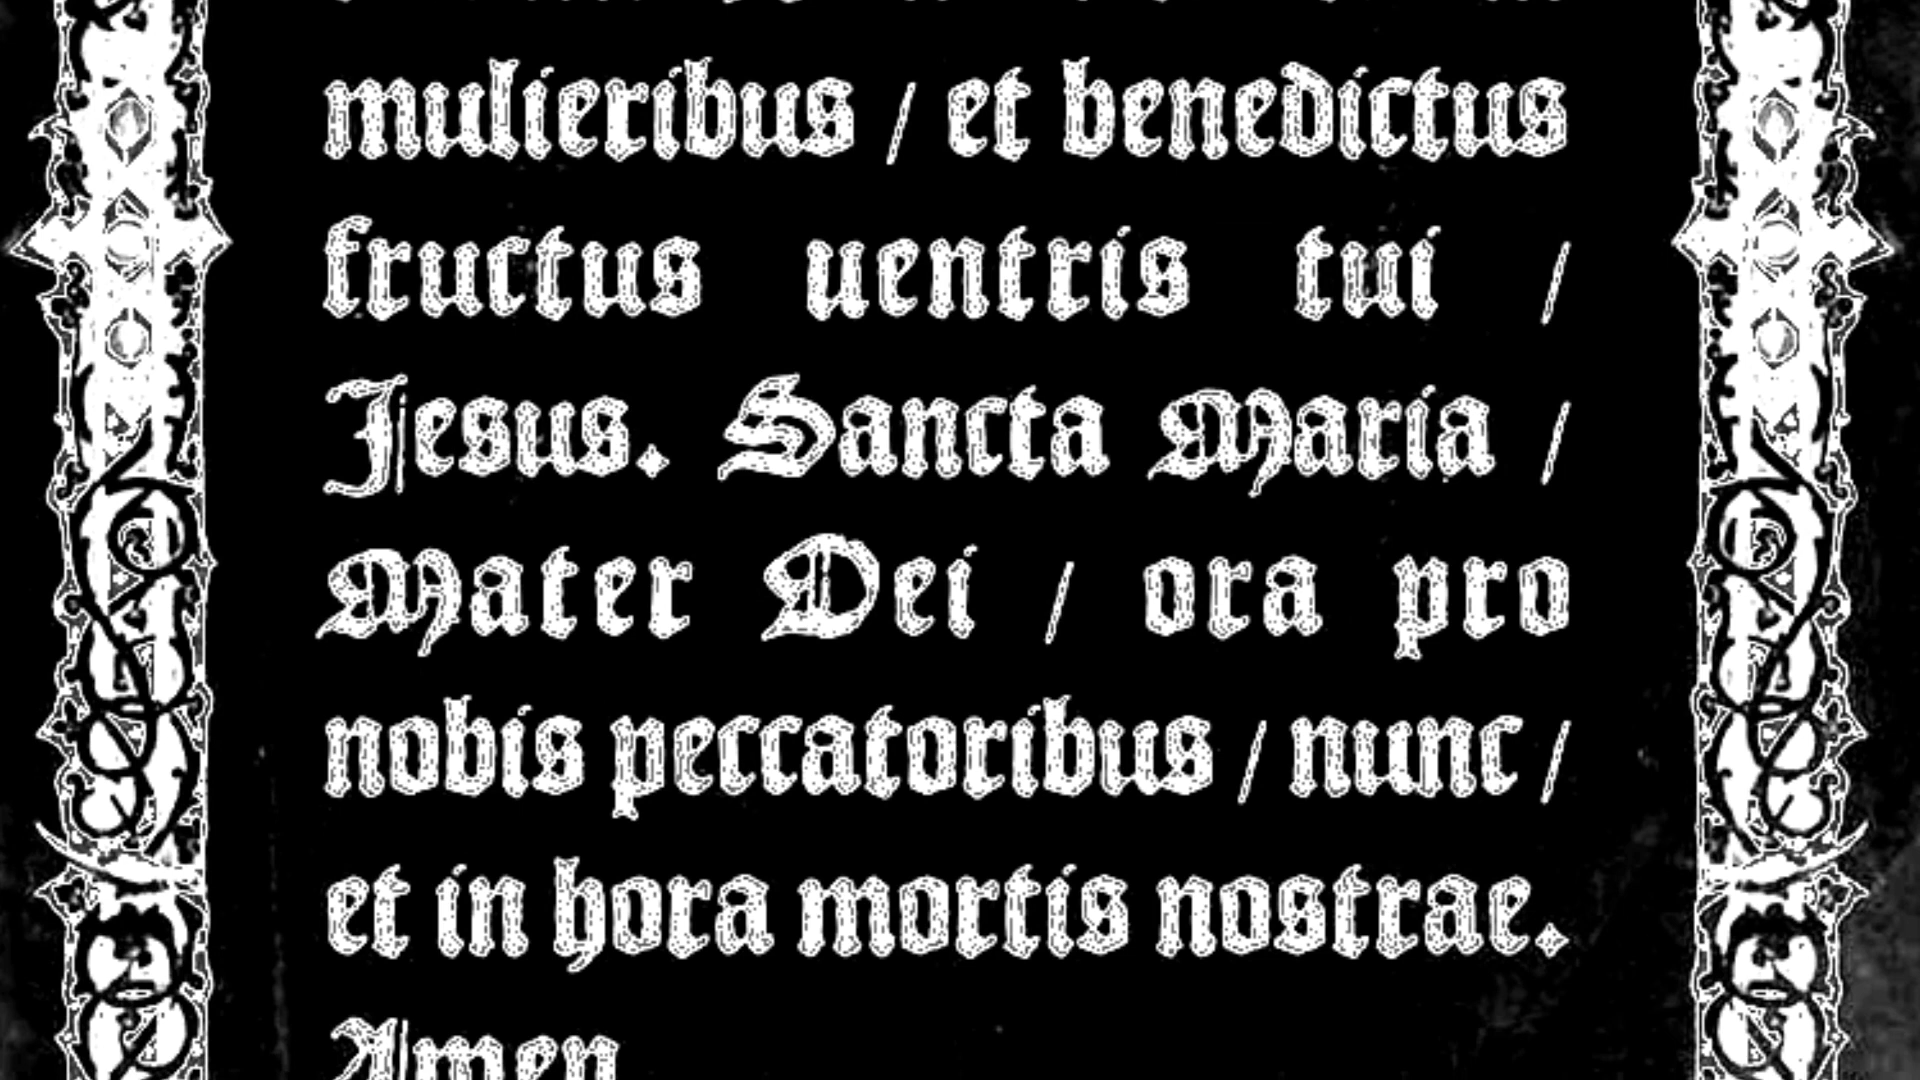 mulieribus / et benedictus
fructus uentris tui /
Jesus. Sancta Maria /
Mater Dei / ora pro
nobis peccatoribus / nunc /
et in hora mortis nostrae.
Amen